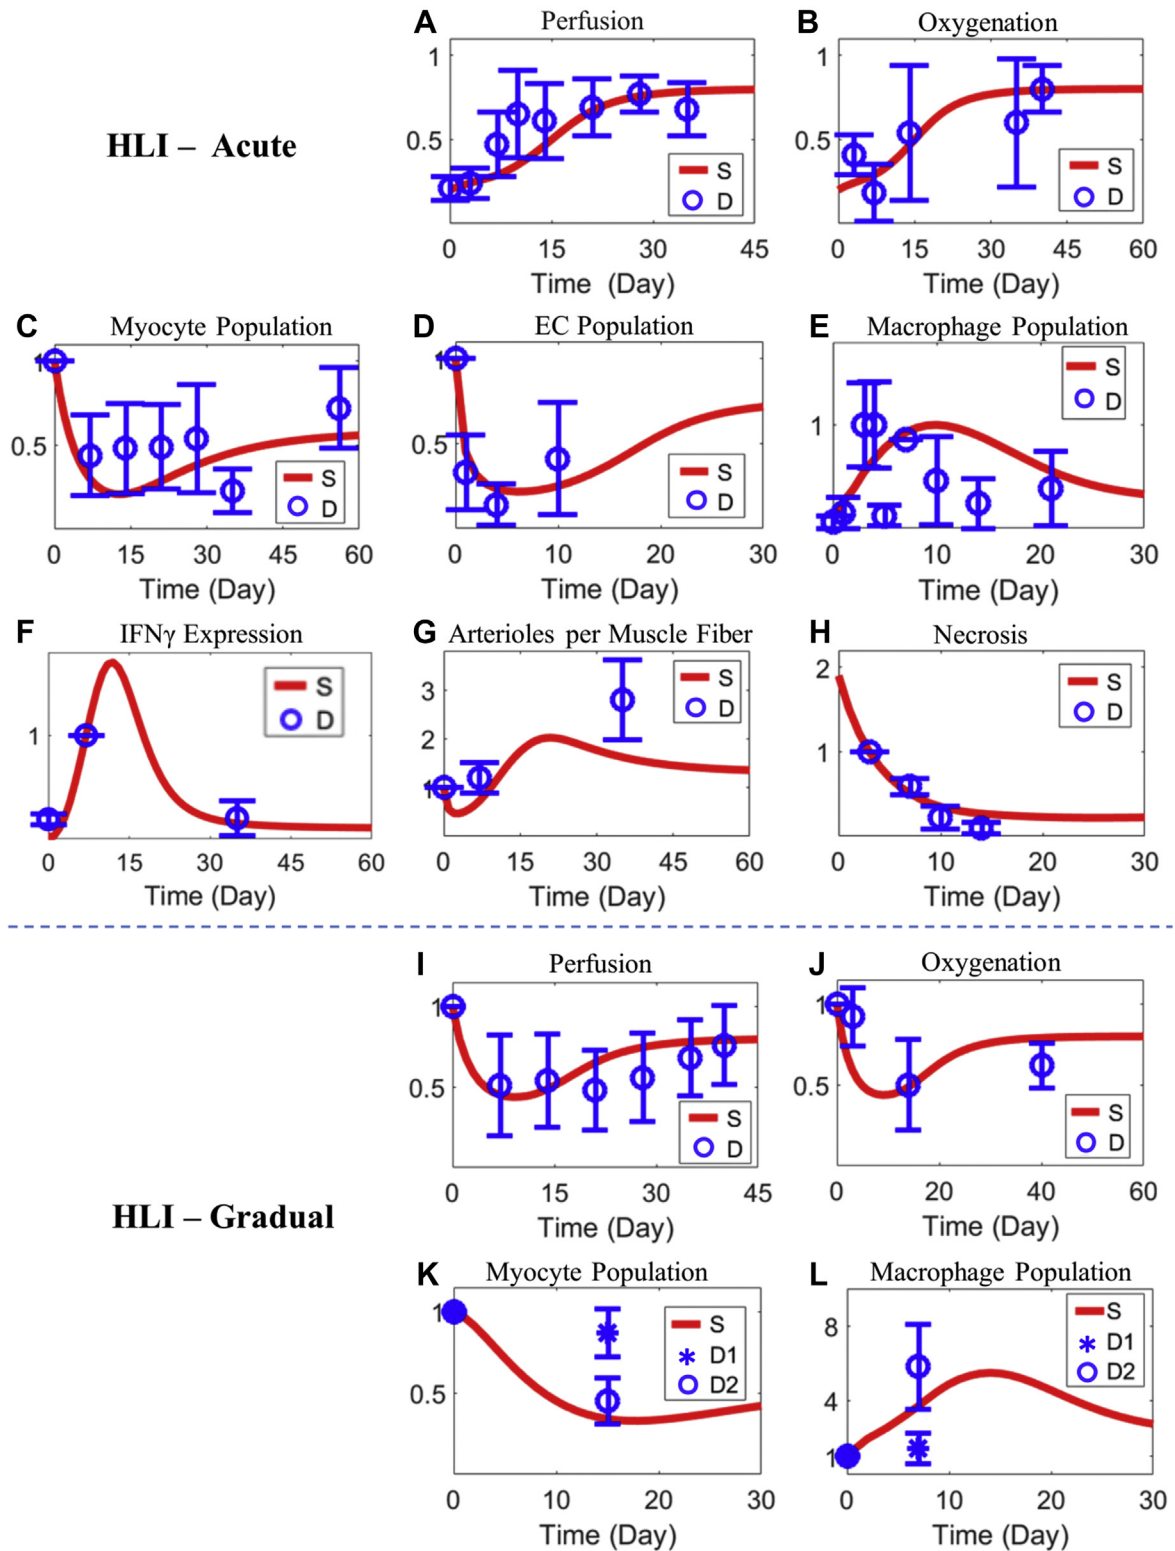 A Perfusion
B Oxygenation
HLI – Acute
1
0.5
S
D
0 15 30 45
Time (Day)
1
0.5
S
D
0 15 30 45 60
Time (Day)
C Myocyte Population
D EC Population
E Macrophage Population
1
0.5
S
D
0 15 30 45 60
Time (Day)
1
0.5
S
D
0 10 20 30
Time (Day)
1
S
D
0 10 20 30
Time (Day)
F IFNγ Expression
G Arterioles per Muscle Fiber
H Necrosis
1
S
D
0 15 30 45 60
Time (Day)
3
2
1
S
D
0 15 30 45 60
Time (Day)
2
1
S
D
0 10 20 30
Time (Day)
I Perfusion
J Oxygenation
1
0.5
S
D
0 15 30 45
Time (Day)
1
0.5
S
D
0 20 40 60
Time (Day)
HLI – Gradual
K Myocyte Population
L Macrophage Population
1
0.5
S
D1
D2
0 10 20 30
Time (Day)
8
4
1
S
D1
D2
0 10 20 30
Time (Day)